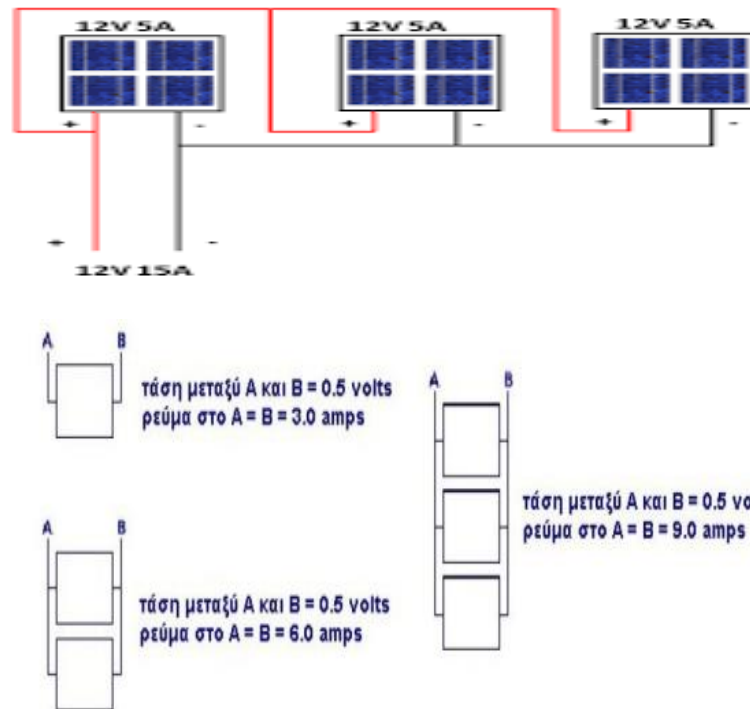 12V 5A 12V 5A 12V 5A
+ - + - + -
+ -
12V 15A
A B
τάση μεταξύ A και B = 0.5 volts
ρεύμα στο A = B = 3.0 amps
A B
τάση μεταξύ A και B = 0.5 vo
ρεύμα στο A = B = 9.0 amps
A B
τάση μεταξύ A και B = 0.5 volts
ρεύμα στο A = B = 6.0 amps